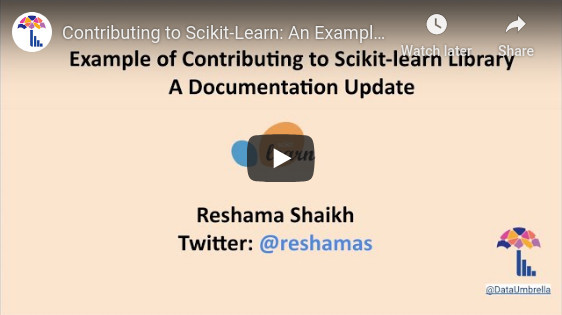 Contributing to Scikit-Learn: An Exampl...
Watch later
Share
Example of Contributing to Scikit-learn Library
A Documentation Update
learn
Reshama Shaikh
Twitter: @reshamas
@DataUmbrella